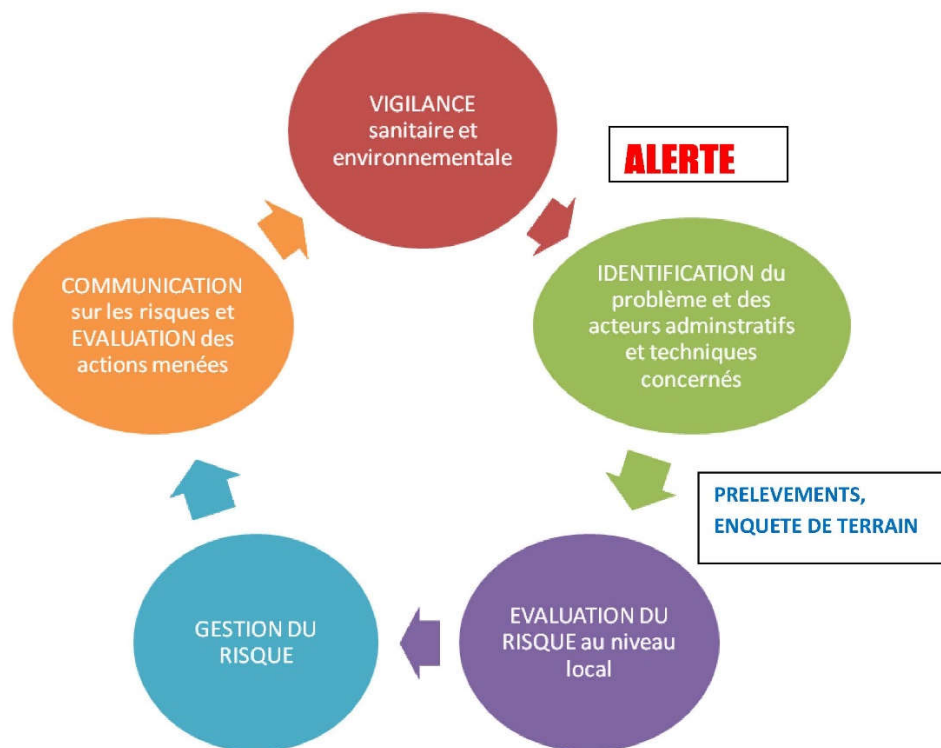 VIGILANCE
sanitaire et
environnementale
ALERTE
IDENTIFICATION du
problème et des
acteurs adminstratifs
et techniques
concernés
PRELEVEMENTS,
ENQUETE DE TERRAIN
EVALUATION DU
RISQUE au niveau
local
GESTION DU
RISQUE
COMMUNICATION
sur les risques et
EVALUATION des
actions menées